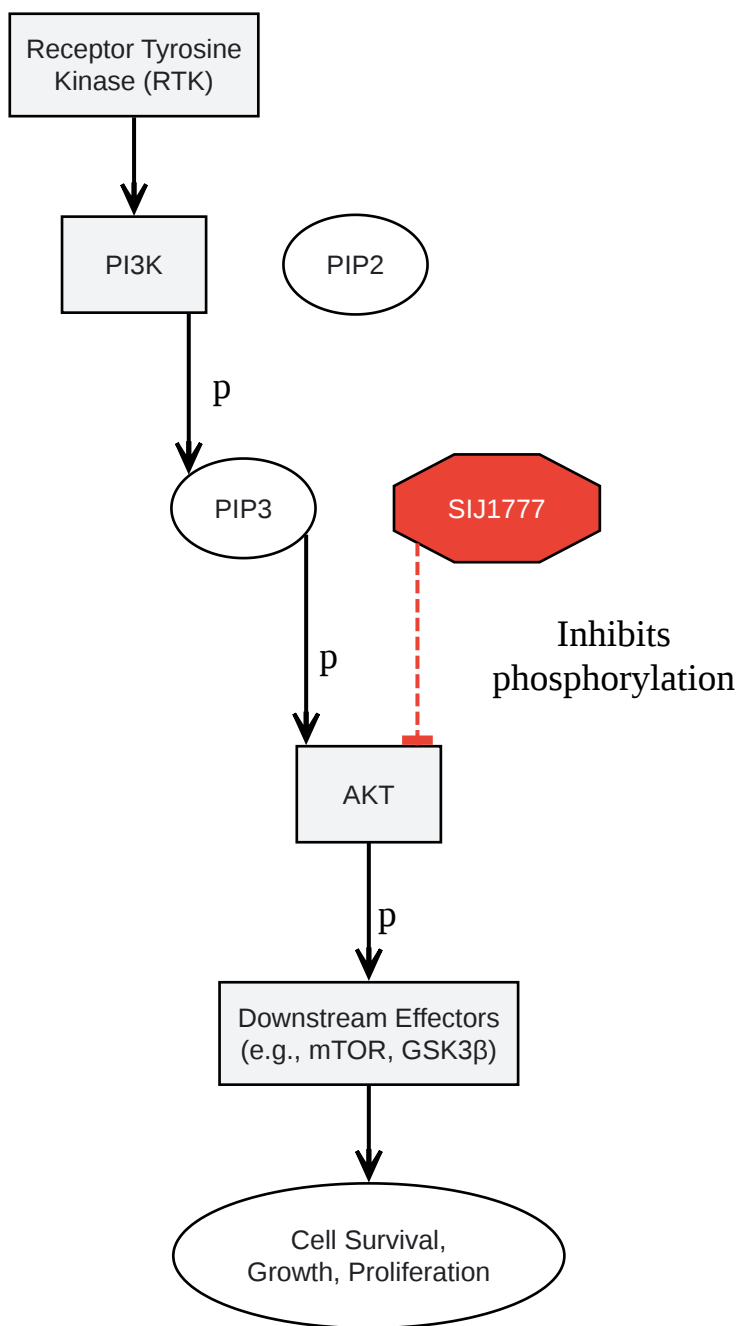 Receptor Tyrosine
Kinase (RTK)
PI3K
PIP2
p
PIP3
SIJ1777
p
Inhibits
phosphorylation
AKT
p
Downstream Effectors
(e.g., mTOR, GSK3β)
Cell Survival,
Growth, Proliferation